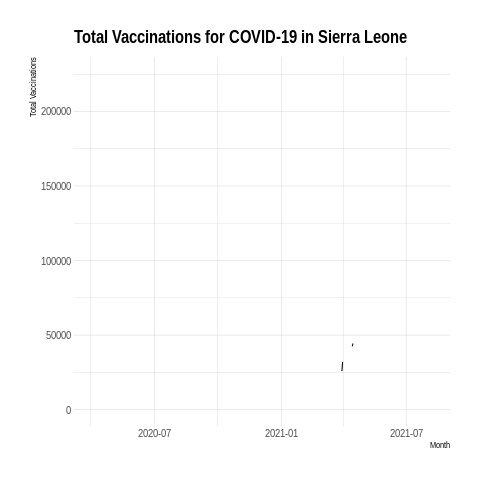 Total Vaccinations for COVID-19 in Sierra Leone
Total Vaccinations
200000
150000
100000
50000
0
2020-07 2021-01 2021-07
Month